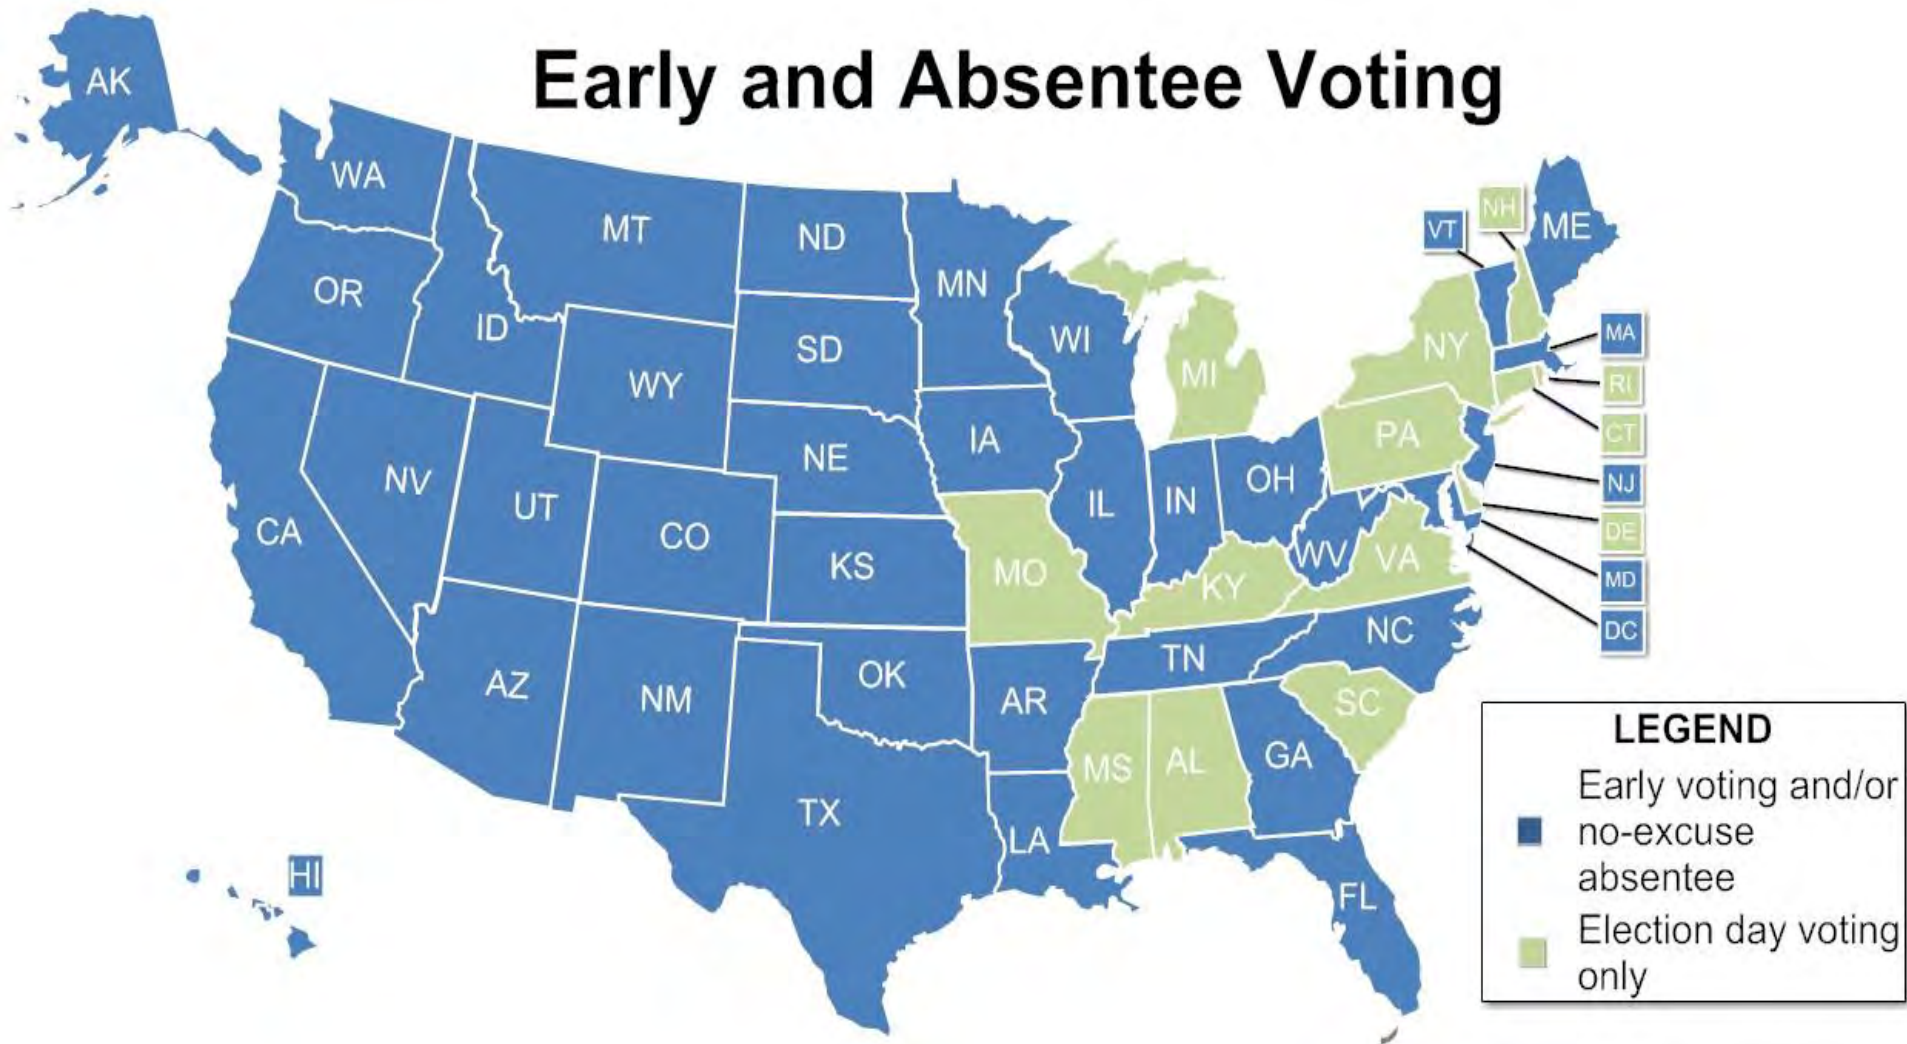 Early and Absentee Voting
AK
WA
MT
ND
MN
VT
NH
ME
OR
ID
SD
WI
MI
NY
MA
WY
RI
IA
PA
CT
NE
NV
UT
CO
IL
IN
OH
NJ
CA
DE
KS
MO
WV
VA
MD
KY
DC
NC
TN
AZ
NM
OK
AR
SC
MS
AL
GA
TX
LA
HI
FL
LEGEND
Early voting and/or
no-excuse
absentee
Election day voting
only